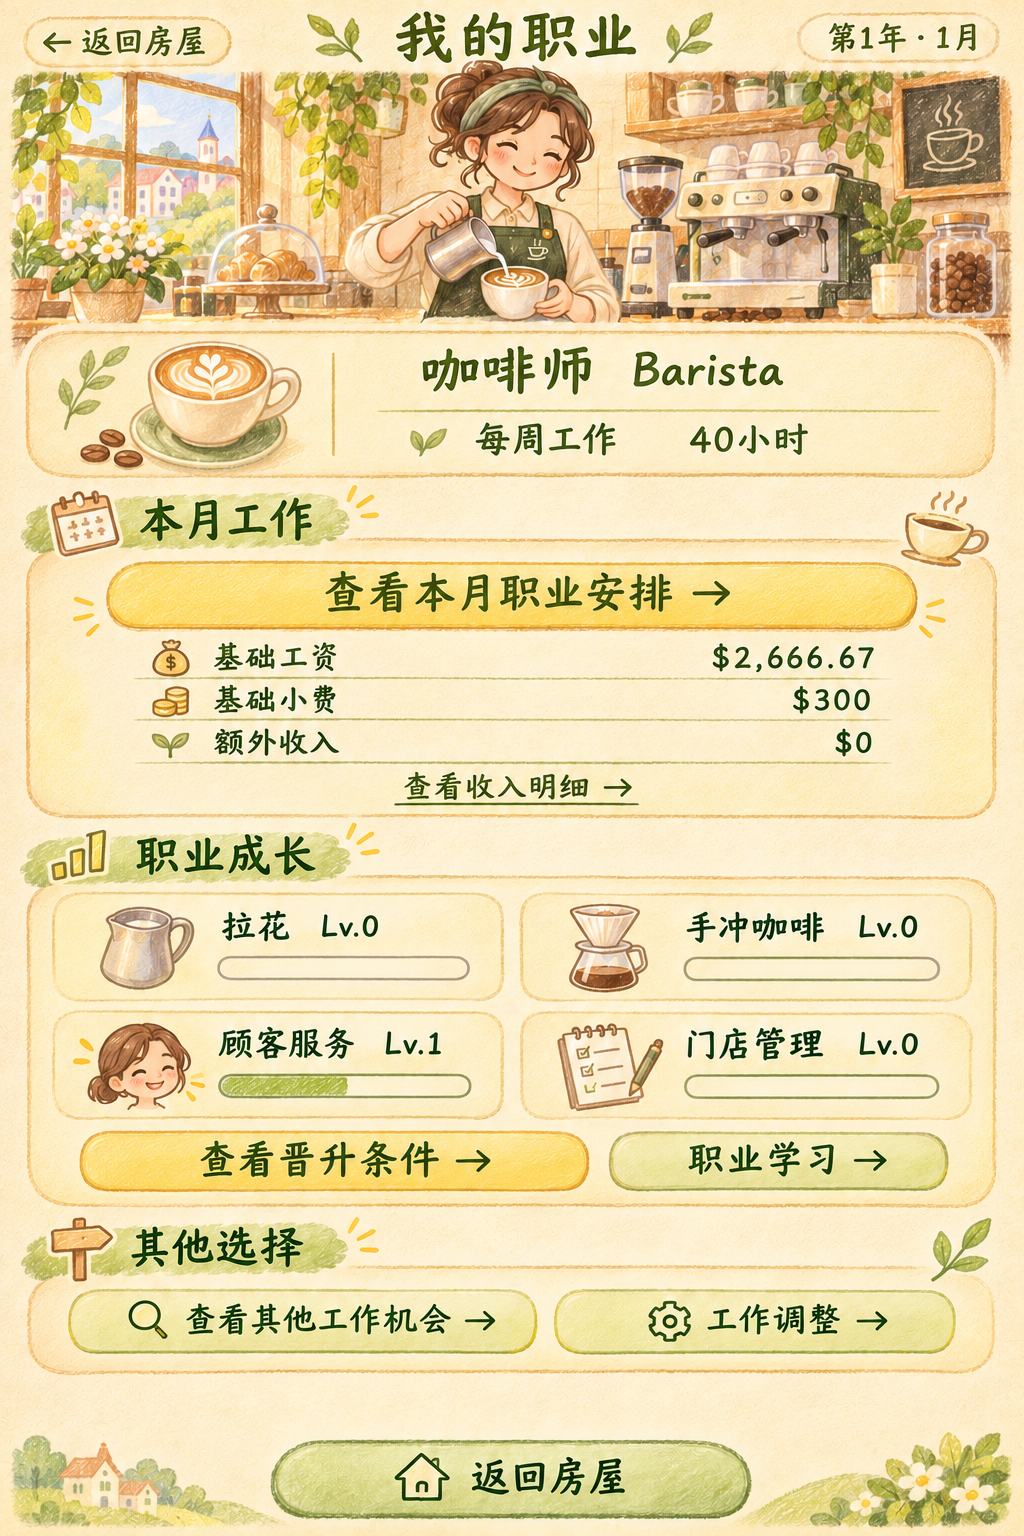 ← 返回房屋
我的职业
第1年 · 1月
咖啡师 Barista
每周工作 40小时
本月工作
查看本月职业安排 →
$
基础工资 $2,666.67
基础小费 $300
额外收入 $0
查看收入明细 →
职业成长
拉花 Lv.0
手冲咖啡 Lv.0
顾客服务 Lv.1
门店管理 Lv.0
查看晋升条件 →
职业学习 →
其他选择
查看其他工作机会 →
工作调整 →
返回房屋